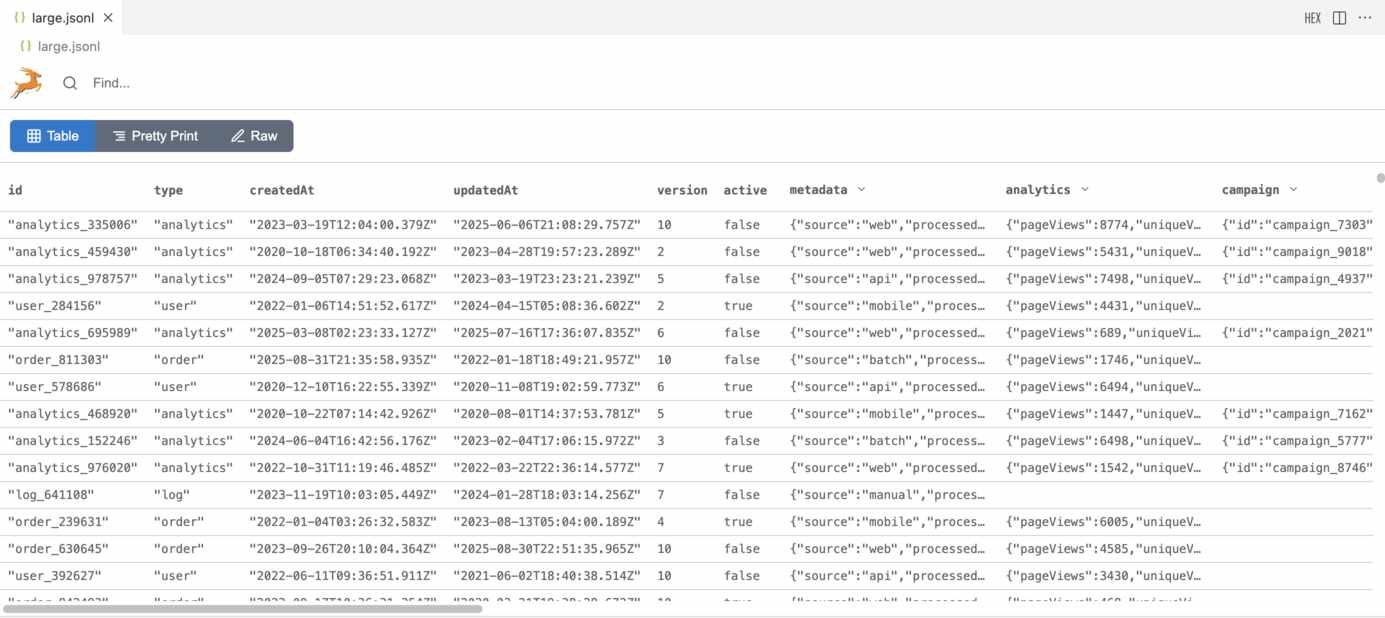 {} large.jsonl × HEX ...
{} large.jsonl
Find...
Table Pretty Print Raw
id type createdAt updatedAt version active metadata analytics campaign
"analytics_335006" "analytics" "2023-03-19T12:04:00.379Z" "2025-06-06T21:08:29.757Z" 10 false {"source":"web","processed… {"pageViews":8774,"uniqueV… {"id":"campaign_7303"
"analytics_459430" "analytics" "2020-10-18T06:34:40.192Z" "2023-04-28T19:57:23.289Z" 2 false {"source":"web","processed… {"pageViews":5431,"uniqueV… {"id":"campaign_9018"
"analytics_978757" "analytics" "2024-09-05T07:29:23.068Z" "2023-03-19T23:23:21.239Z" 5 false {"source":"api","processed… {"pageViews":7498,"uniqueV… {"id":"campaign_4937"
"user_284156" "user" "2022-01-06T14:51:52.617Z" "2024-04-15T05:08:36.602Z" 2 true {"source":"mobile","proces… {"pageViews":4431,"uniqueV…
"analytics_695989" "analytics" "2025-03-08T02:23:33.127Z" "2025-07-16T17:36:07.835Z" 6 false {"source":"web","processed… {"pageViews":689,"uniqueVi… {"id":"campaign_2021"
"order_811303" "order" "2025-08-31T21:35:58.935Z" "2022-01-18T18:49:21.957Z" 10 false {"source":"batch","process… {"pageViews":1746,"uniqueV…
"user_578686" "user" "2020-12-10T16:22:55.339Z" "2020-11-08T19:02:59.773Z" 6 true {"source":"api","processed… {"pageViews":6494,"uniqueV…
"analytics_468920" "analytics" "2020-10-22T07:14:42.926Z" "2020-08-01T14:37:53.781Z" 5 true {"source":"mobile","proces… {"pageViews":1447,"uniqueV… {"id":"campaign_7162"
"analytics_152246" "analytics" "2024-06-04T16:42:56.176Z" "2023-02-04T17:06:15.972Z" 3 false {"source":"batch","process… {"pageViews":6498,"uniqueV… {"id":"campaign_5777"
"analytics_976020" "analytics" "2022-10-31T11:19:46.485Z" "2022-03-22T22:36:14.577Z" 7 true {"source":"web","processed… {"pageViews":1542,"uniqueV… {"id":"campaign_8746"
"log_641108" "log" "2023-11-19T10:03:05.449Z" "2024-01-28T18:03:14.256Z" 7 false {"source":"manual","proces…
"order_239631" "order" "2022-01-04T03:26:32.583Z" "2023-08-13T05:04:00.189Z" 4 true {"source":"mobile","proces… {"pageViews":6005,"uniqueV…
"order_630645" "order" "2023-09-26T20:10:04.364Z" "2025-08-30T22:51:35.965Z" 10 false {"source":"web","processed… {"pageViews":4585,"uniqueV…
"user_392627" "user" "2022-06-11T09:36:51.911Z" "2021-06-02T18:40:38.514Z" 10 false {"source":"api","processed… {"pageViews":3430,"uniqueV…